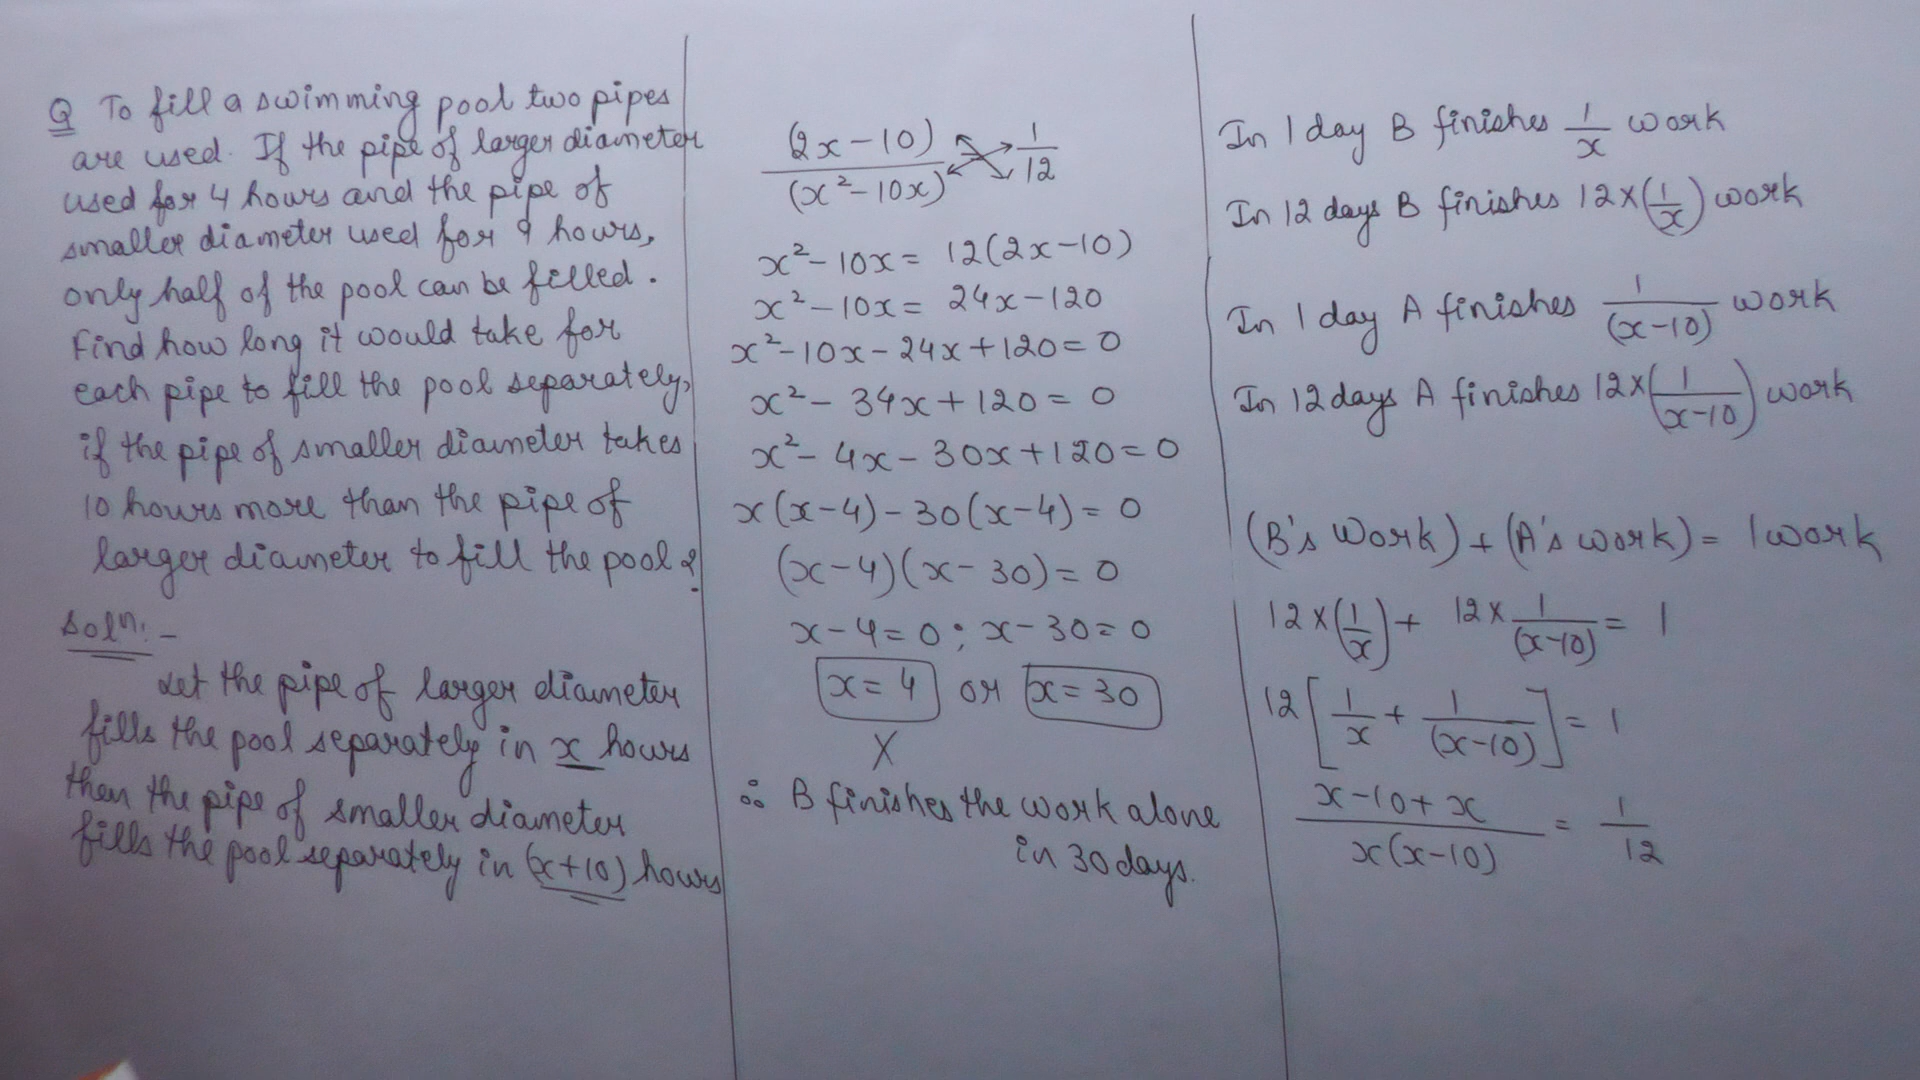 Q To fill a swimming pool two pipes
are used. If the pipe of larger diameter
used for 4 hours and the pipe of
smaller diameter used for 9 hours,
only half of the pool can be filled.
Find how long it would take for
each pipe to fill the pool separately,
if the pipe of smaller diameter takes
10 hours more than the pipe of
larger diameter to fill the pool?
Solⁿ:-
Let the pipe of larger diameter
fills the pool separately in x hours
then the pipe of smaller diameter
fills the pool separately in (x+10) hours
(2x-10)/(x²-10x) 1/12
x²-10x= 12(2x-10)
x²-10x= 24x-120
x²-10x-24x+120=0
x²-34x+120=0
x²-4x-30x+120=0
x(x-4)-30(x-4)=0
(x-4)(x-30)=0
x-4=0; x-30=0
x=4 or x=30
X
∴ B finishes the work alone
in 30 days.
In 1 day B finishes 1/x work
In 12 days B finishes 12×(1/x) work
In 1 day A finishes 1/(x-10) work
In 12 days A finishes 12×(1/(x-10)) work
(B's Work)+(A's work)= 1 work
12×(1/x)+ 12×1/(x-10)= 1
12[1/x+1/(x-10)]=1
(x-10+x)/(x(x-10)) = 1/12